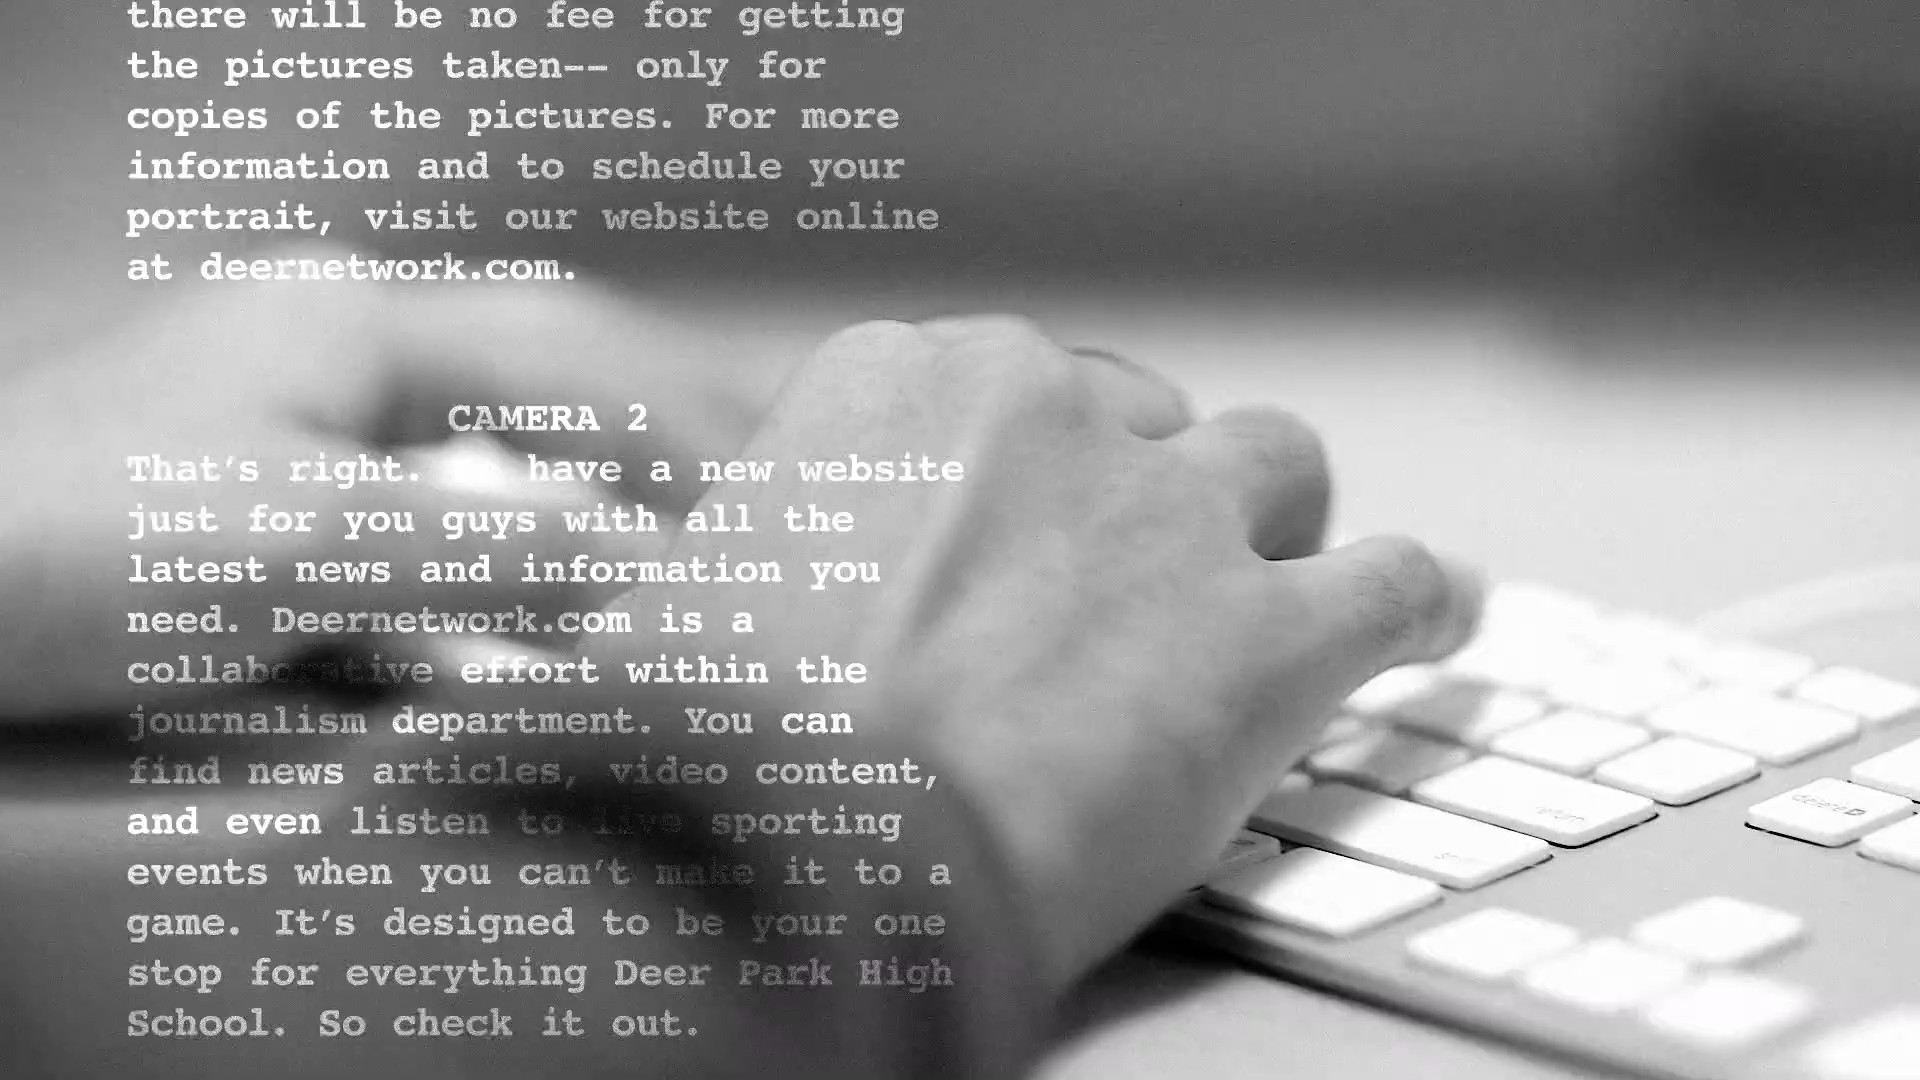 there will be no fee for getting
the pictures taken-- only for
copies of the pictures. For more
information and to schedule your
portrait, visit our website online
at deernetwork.com.
CAMERA 2
That's right. have a new website
just for you guys with all the
latest news and information you
need. Deernetwork.com is a
collaborative effort within the
journalism department. You can
find news articles, video content,
and even listen to live sporting
events when you can't make it to a
game. It's designed to be your one
stop for everything Deer Park High
School. So check it out.
delete
return